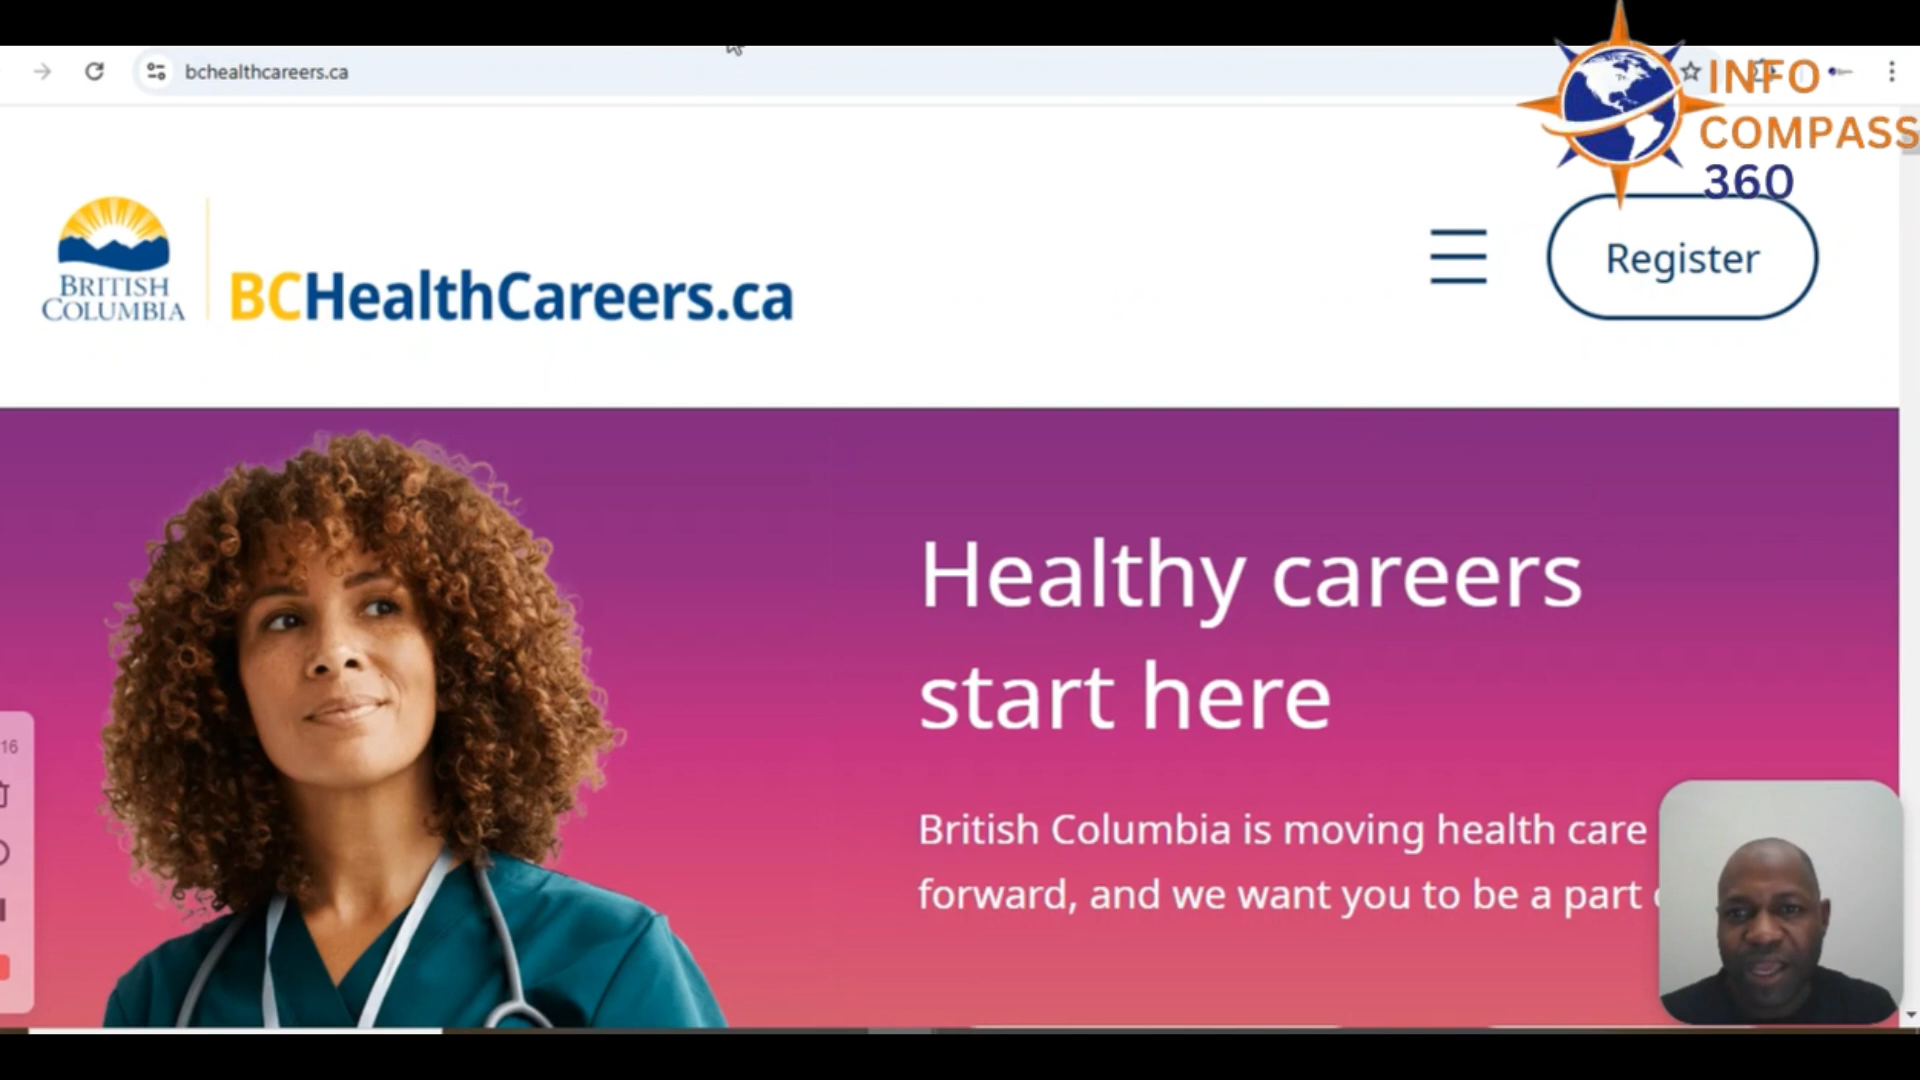 bchealthcareers.ca
INFO
COMPASS
360
BRITISH
COLUMBIA
BCHealthCareers.ca
Register
Healthy careers
start here
British Columbia is moving health care
forward, and we want you to be a part
16